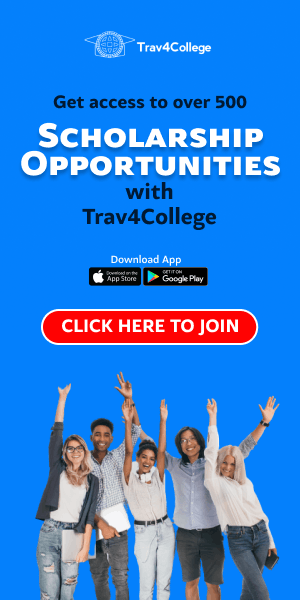 Trav4College
Get access to over 500
SCHOLARSHIP
OPPORTUNITIES
with
Trav4College
Download App
Download on the
App Store
GET IT ON
Google Play
CLICK HERE TO JOIN